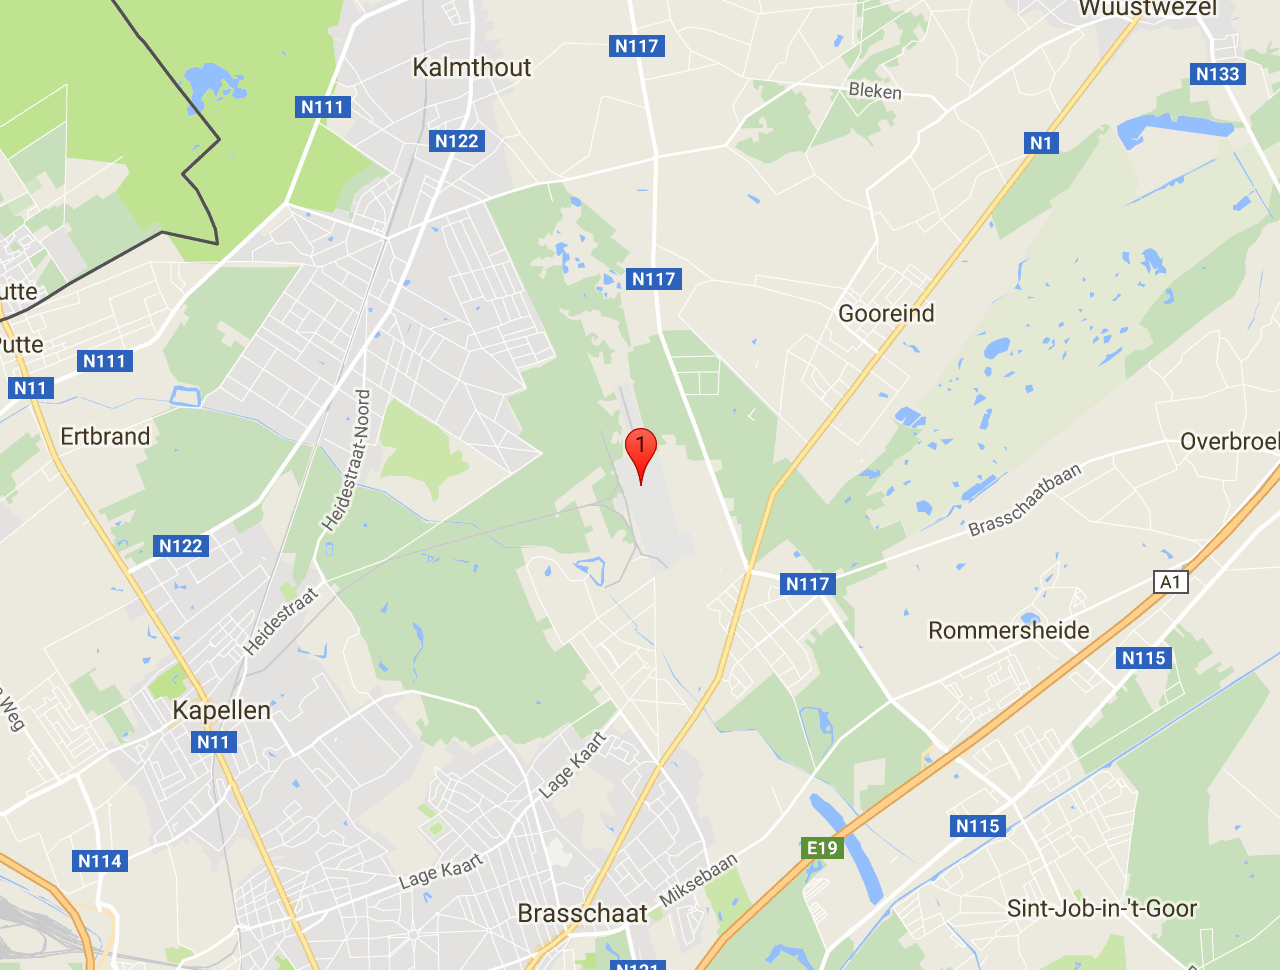 Wuustwezel
N117
Kalmthout
N133
Bleken
N111
N122
N1
N117
utte
Gooreind
Putte
N111
N11
Heidestraat-Noord
Ertbrand
1
Overbroek
Brasschaatbaan
N122
N117
A1
Heidestraat
Rommersheide
N115
Weg
Kapellen
N11
Lage Kaart
N115
E19
N114
Lage Kaart
Miksebaan
Brasschaat
Sint-Job-in-'t-Goor
N121